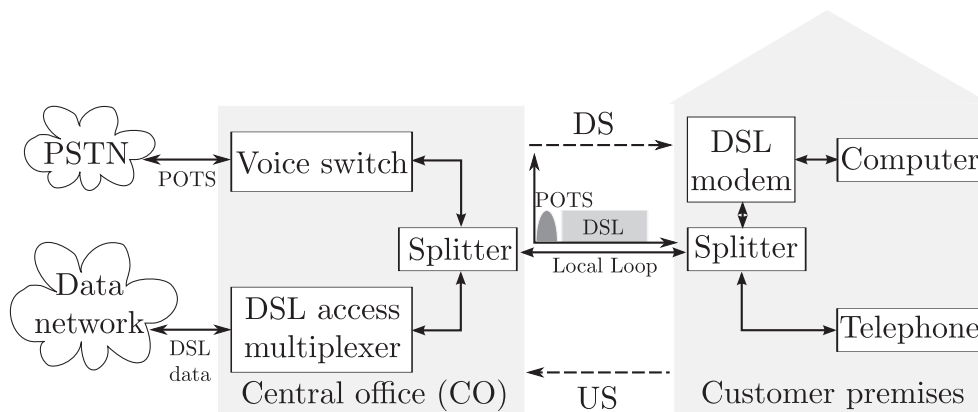 DS
PSTN
Voice switch
POTS
DSL
modem
Computer
POTS
DSL
Splitter
Local Loop
Splitter
Data
network
DSL access
multiplexer
DSL
data
Telephone
Central office (CO)
US
Customer premises